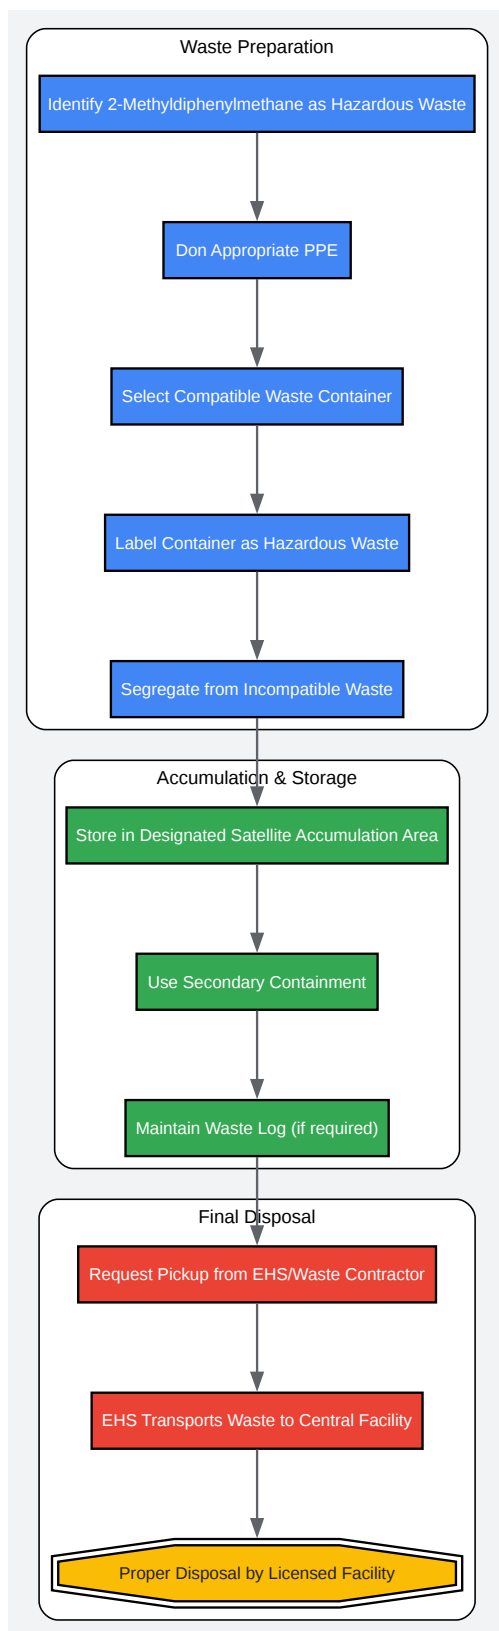 Waste Preparation
Identify 2-Methyldiphenylmethane as Hazardous Waste
Don Appropriate PPE
Select Compatible Waste Container
Label Container as Hazardous Waste
Segregate from Incompatible Waste
Accumulation & Storage
Store in Designated Satellite Accumulation Area
Use Secondary Containment
Maintain Waste Log (if required)
Final Disposal
Request Pickup from EHS/Waste Contractor
EHS Transports Waste to Central Facility
Proper Disposal by Licensed Facility